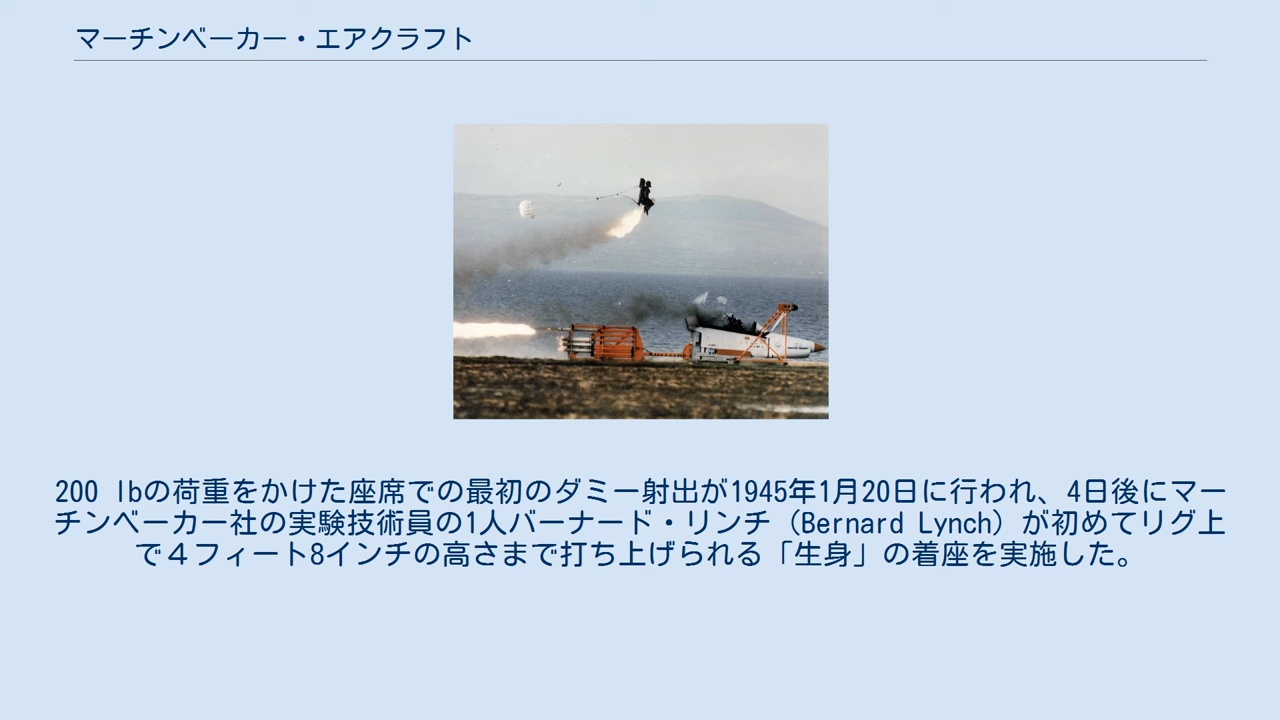 マーチンベーカー・エアクラフト
200 lbの荷重をかけた座席での最初のダミー射出が1945年1月20日に行われ、4日後にマー
チンベーカー社の実験技術員の1人バーナード・リンチ（Bernard Lynch）が初めてリグ上
で４フィート8インチの高さまで打ち上げられる「生身」の着座を実施した。